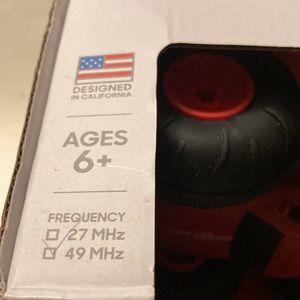 DESIGNED
IN CALIFORNIA
AGES
6+
FREQUENCY
27 MHz
49 MHz